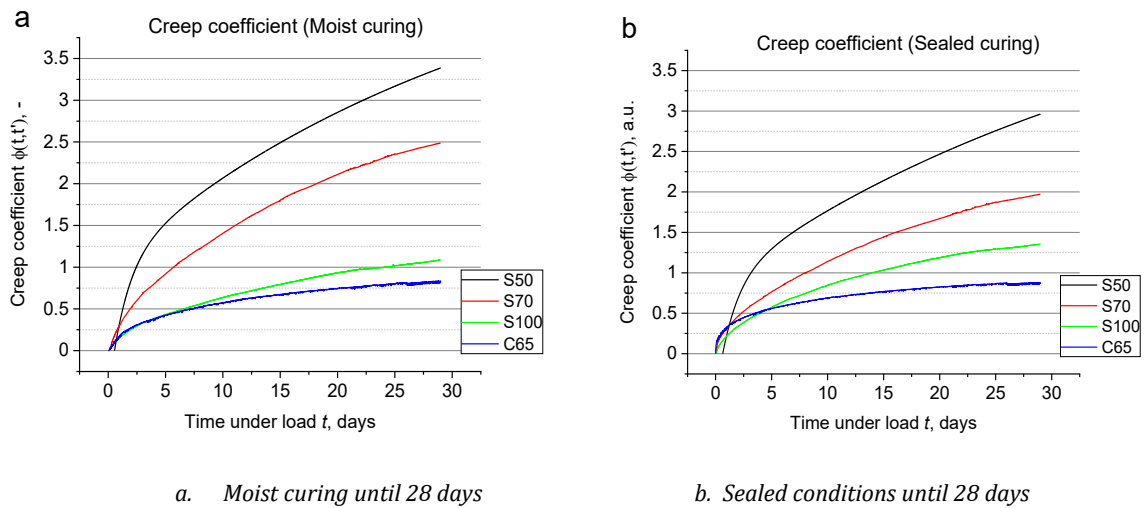 a
Creep coefficient (Moist curing)
3.5
3
2.5
2
1.5
1
0.5
0
Creep coefficient ϕ(t,t'), -
0 5 10 15 20 25 30
Time under load t, days
S50
S70
S100
C65
a. Moist curing until 28 days
b
Creep coefficient (Sealed curing)
3.5
3
2.5
2
1.5
1
0.5
0
Creep coefficient ϕ(t,t'), a.u.
0 5 10 15 20 25 30
Time under load t, days
S50
S70
S100
C65
b. Sealed conditions until 28 days